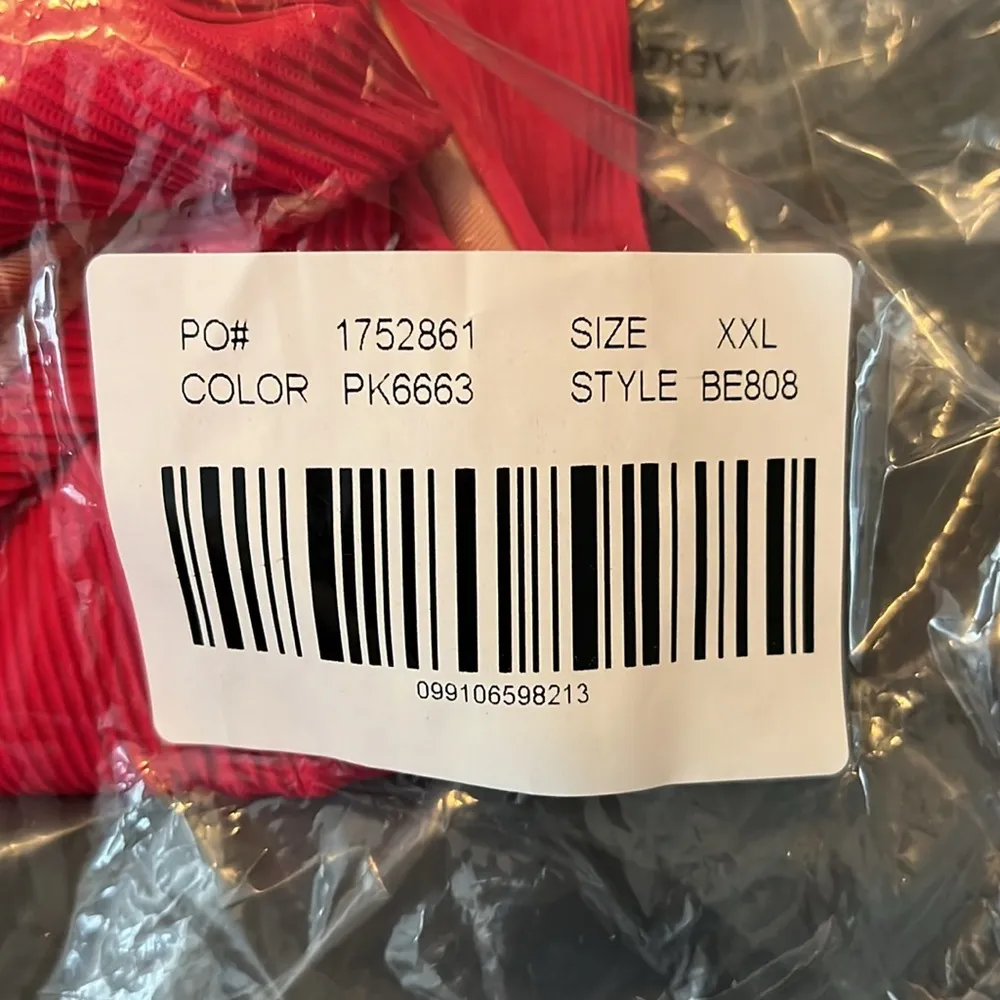 PO# 1752861 SIZE XXL
COLOR PK6663 STYLE BE808
099106598213